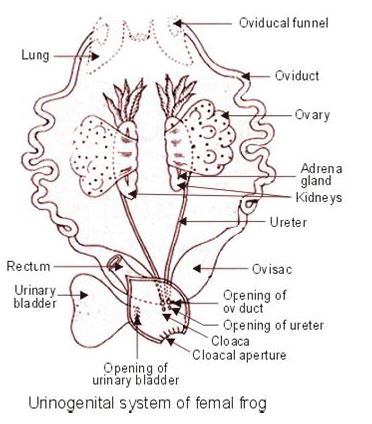 Oviducal funnel
Lung
Oviduct
Ovary
Adrena
gland
Kidneys
Ureter
Rectum
Ovisac
Urinary
bladder
Opening of
ov duct
Opening of ureter
Cloaca
Cloacal aperture
Opening of
urinary bladder
Urinogenital system of femal frog